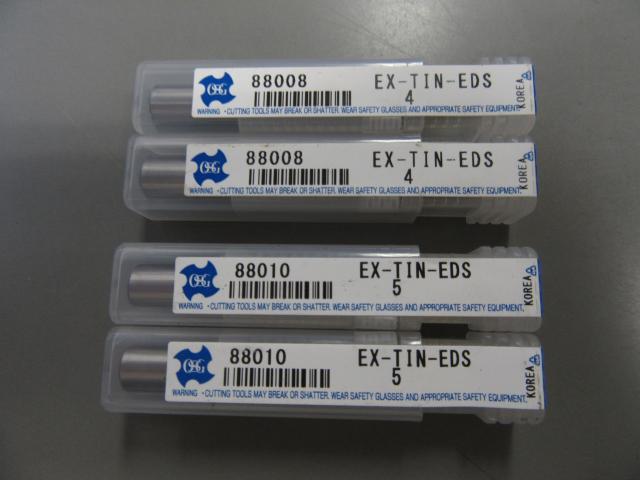 OSG 88008 EX-TIN-EDS
4
WARNING ・CUTTING TOOLS MAY BREAK OR SHATTER. WEAR SAFETY GLASSES AND APPROPRIATE SAFETY EQUIPMENT.
KOREA
OSG 88008 EX-TIN-EDS
4
WARNING ・CUTTING TOOLS MAY BREAK OR SHATTER. WEAR SAFETY GLASSES AND APPROPRIATE SAFETY EQUIPMENT.
KOREA
OSG 88010 EX-TIN-EDS
5
WARNING ・CUTTING TOOLS MAY BREAK OR SHATTER. WEAR SAFETY GLASSES AND APPROPRIATE SAFETY EQUIPMENT.
KOREA
OSG 88010 EX-TIN-EDS
5
WARNING ・CUTTING TOOLS MAY BREAK OR SHATTER. WEAR SAFETY GLASSES AND APPROPRIATE SAFETY EQUIPMENT.
KOREA